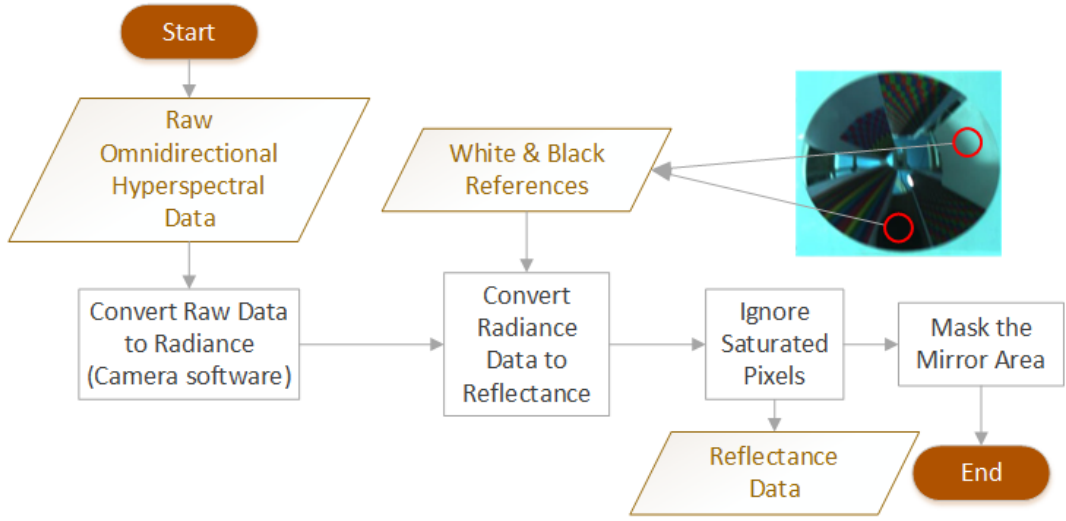 Start
Raw
Omnidirectional
Hyperspectral
Data
White & Black
References
Convert Raw Data
to Radiance
(Camera software)
Convert
Radiance
Data to
Reflectance
Ignore
Saturated
Pixels
Mask the
Mirror Area
Reflectance
Data
End